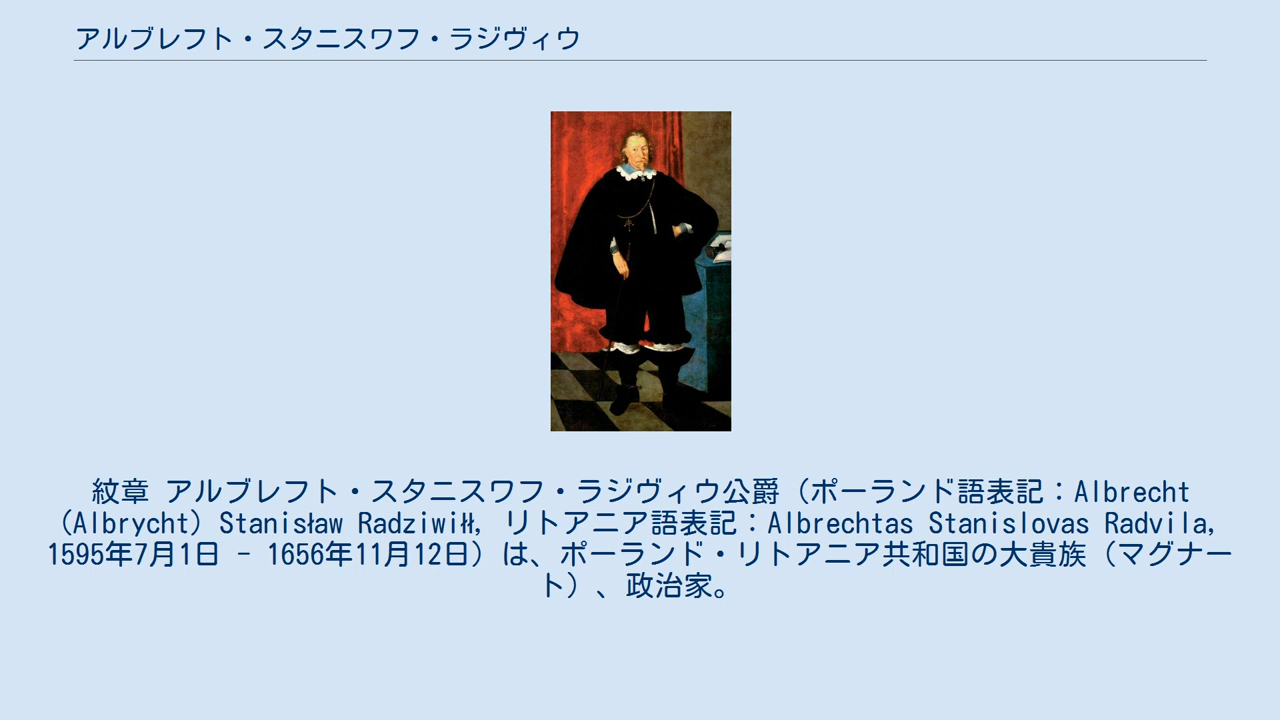 アルブレフト・スタニスワフ・ラジヴィウ
紋章 アルブレフト・スタニスワフ・ラジヴィウ公爵（ポーランド語表記：Albrecht
（Albrycht）Stanisław Radziwiłł, リトアニア語表記：Albrechtas Stanislovas Radvila,
1595年7月1日 - 1656年11月12日）は、ポーランド・リトアニア共和国の大貴族（マグナー
ト）、政治家。